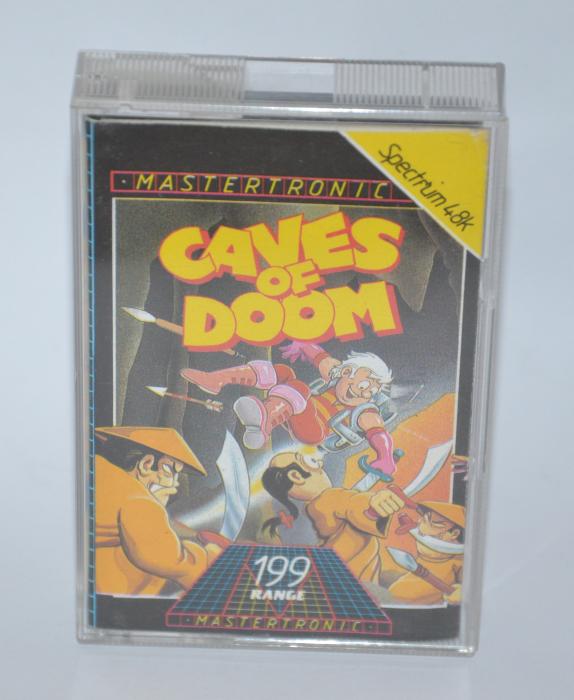 MASTERTRONIC
Spectrum 48K
CAVES
OF
DOOM
199
RANGE
MASTERTRONIC